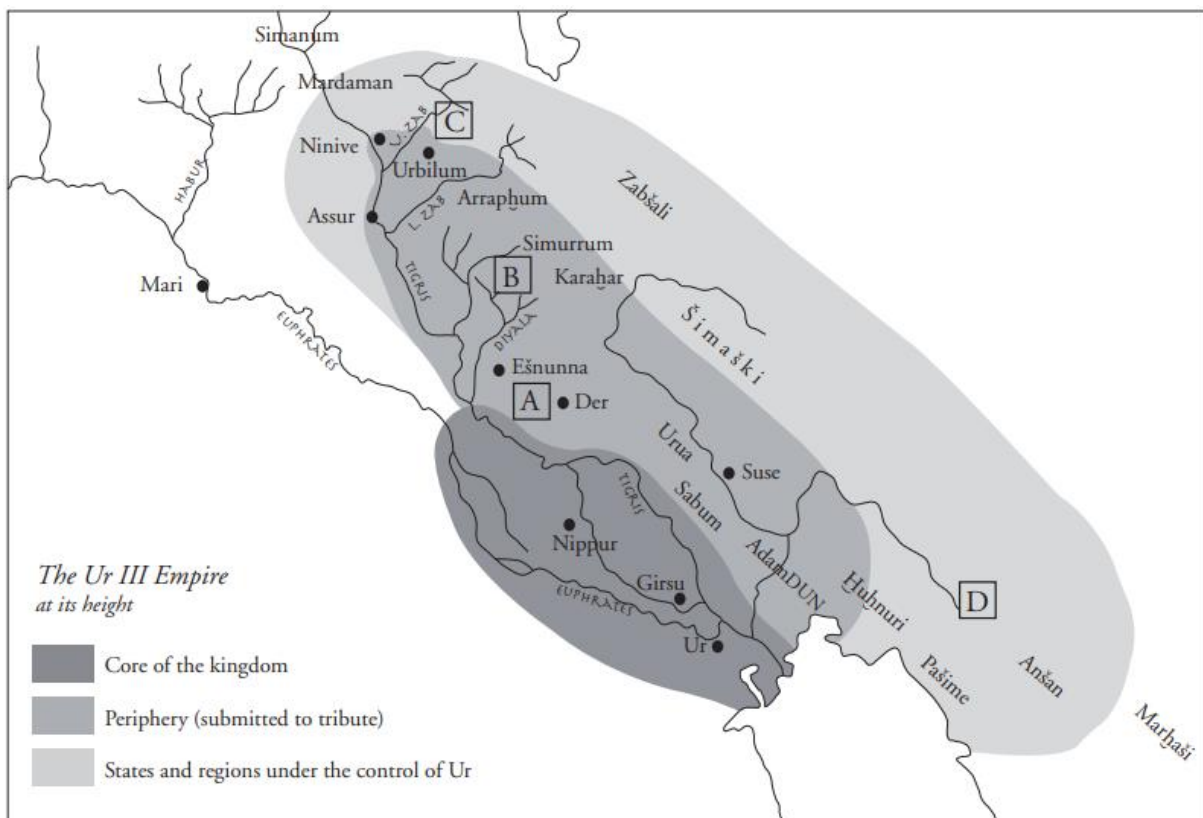 Simanum
Mardaman
C
U. ZAB
Ninive
Urbilum
HABUR
Zabšali
Arrapḫum
Assur
L. ZAB
Simurrum
B
Karaḫar
Mari
TIGRIS
EUPHRATES
DIYALA
Šimaški
Ešnunna
A
Der
Urua
Suse
TIGRIS
Sabum
Nippur
AdamDUN
The Ur III Empire
at its height
Girsu
EUPHRATES
Ḫuḫnuri
D
Ur
Core of the kingdom
Pašime
Anšan
Periphery (submitted to tribute)
Marḫaši
States and regions under the control of Ur